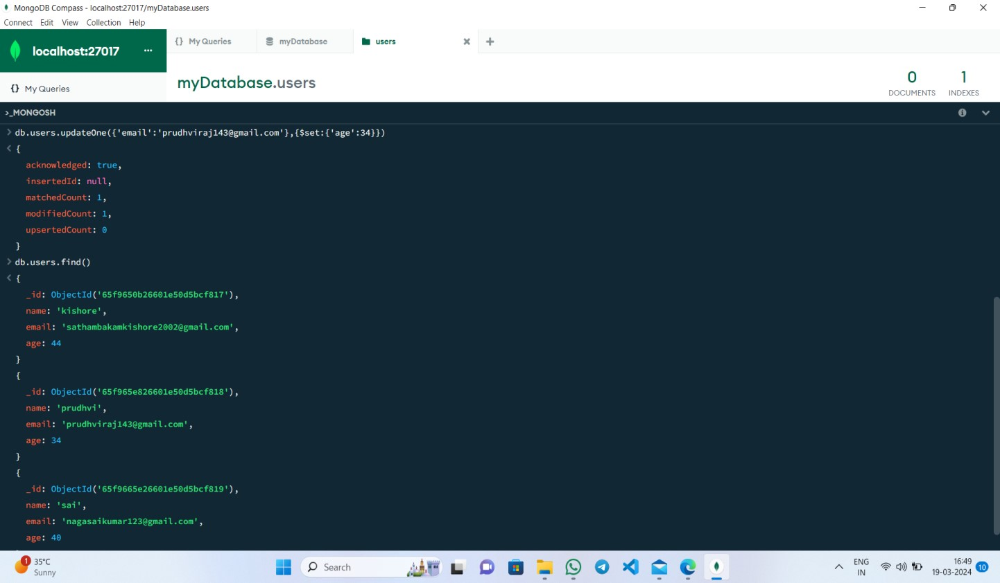 MongoDB Compass - localhost:27017/myDatabase.users
Connect Edit View Collection Help
localhost:27017 ...
{} My Queries
myDatabase
users
My Queries
myDatabase.users
0
DOCUMENTS
1
INDEXES
>_MONGOSH
> db.users.updateOne({'email':'prudhviraj143@gmail.com'},{$set:{'age':34}})
< {
acknowledged: true,
insertedId: null,
matchedCount: 1,
modifiedCount: 1,
upsertedCount: 0
}
> db.users.find()
< {
_id: ObjectId('65f9650b26601e50d5bcf817'),
name: 'kishore',
email: 'sathambakamkishore2002@gmail.com',
age: 44
}
{
_id: ObjectId('65f965e826601e50d5bcf818'),
name: 'prudhvi',
email: 'prudhviraj143@gmail.com',
age: 34
}
{
_id: ObjectId('65f9665e26601e50d5bcf819'),
name: 'sai',
email: 'nagasaikumar123@gmail.com',
age: 40
1
35°C
Sunny
Search
ENG
IN
16:49
19-03-2024
10